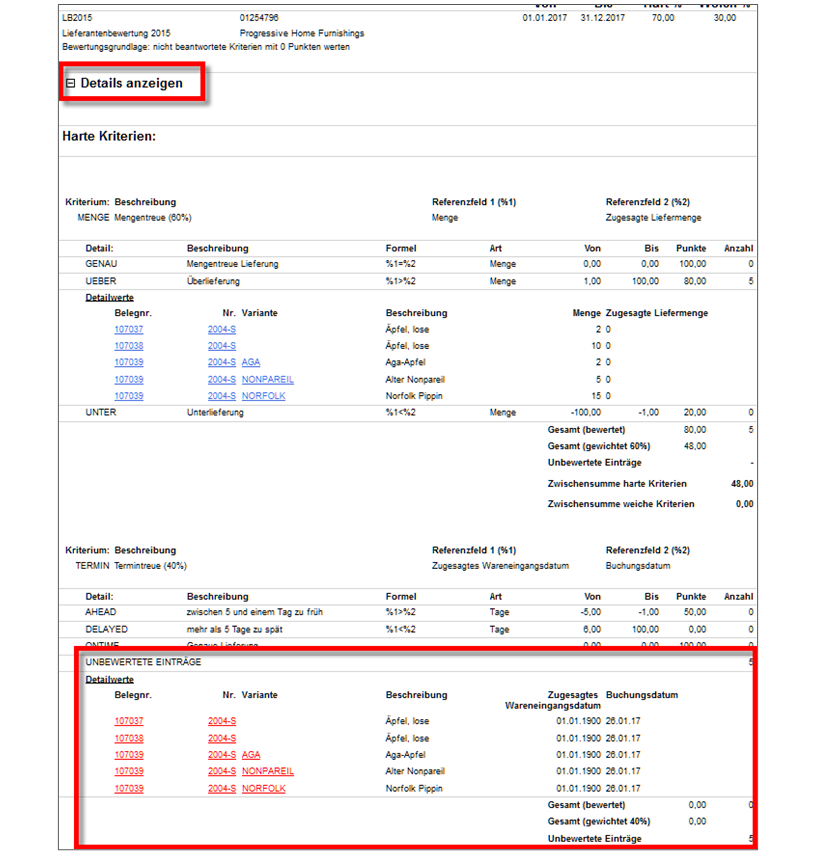 Von Bis Hart % Weich %
LB2015 01254796 01.01.2017 31.12.2017 70,00 30,00
Lieferantenbewertung 2015 Progressive Home Furnishings
Bewertungsgrundlage: nicht beantwortete Kriterien mit 0 Punkten werten
Details anzeigen
Harte Kriterien:
Kriterium: Beschreibung Referenzfeld 1 (%1) Referenzfeld 2 (%2)
MENGE Mengentreue (60%) Menge Zugesagte Liefermenge
Detail: Beschreibung Formel Art Von Bis Punkte Anzahl
GENAU Mengentreue Lieferung %1=%2 Menge 0,00 0,00 100,00 0
UEBER Überlieferung %1>%2 Menge 1,00 100,00 80,00 5
Detailwerte
Belegnr. Nr. Variante Beschreibung Menge Zugesagte Liefermenge
107037 2004-S Äpfel, lose 2 0
107038 2004-S Äpfel, lose 10 0
107039 2004-S AGA Aga-Apfel 2 0
107039 2004-S NONPAREIL Alter Nonpareil 5 0
107039 2004-S NORFOLK Norfolk Pippin 15 0
UNTER Unterlieferung %1<%2 Menge -100,00 -1,00 20,00 0
Gesamt (bewertet) 80,00 5
Gesamt (gewichtet 60%) 48,00
Unbewertete Einträge -
Zwischensumme harte Kriterien 48,00
Zwischensumme weiche Kriterien 0,00
Kriterium: Beschreibung Referenzfeld 1 (%1) Referenzfeld 2 (%2)
TERMIN Termintreue (40%) Zugesagtes Wareneingangsdatum Buchungsdatum
Detail: Beschreibung Formel Art Von Bis Punkte Anzahl
AHEAD zwischen 5 und einem Tag zu früh %1>%2 Tage -5,00 -1,00 50,00 0
DELAYED mehr als 5 Tage zu spät %1<%2 Tage 6,00 100,00 0,00 0
ONTIME Genaue Lieferung 0,00 0,00 100,00 0
UNBEWERTETE EINTRÄGE 5
Detailwerte
Belegnr. Nr. Variante Beschreibung Zugesagtes Buchungsdatum
Wareneingangsdatum
107037 2004-S Äpfel, lose 01.01.1900 26.01.17
107038 2004-S Äpfel, lose 01.01.1900 26.01.17
107039 2004-S AGA Aga-Apfel 01.01.1900 26.01.17
107039 2004-S NONPAREIL Alter Nonpareil 01.01.1900 26.01.17
107039 2004-S NORFOLK Norfolk Pippin 01.01.1900 26.01.17
Gesamt (bewertet) 0,00 0
Gesamt (gewichtet 40%) 0,00
Unbewertete Einträge 5